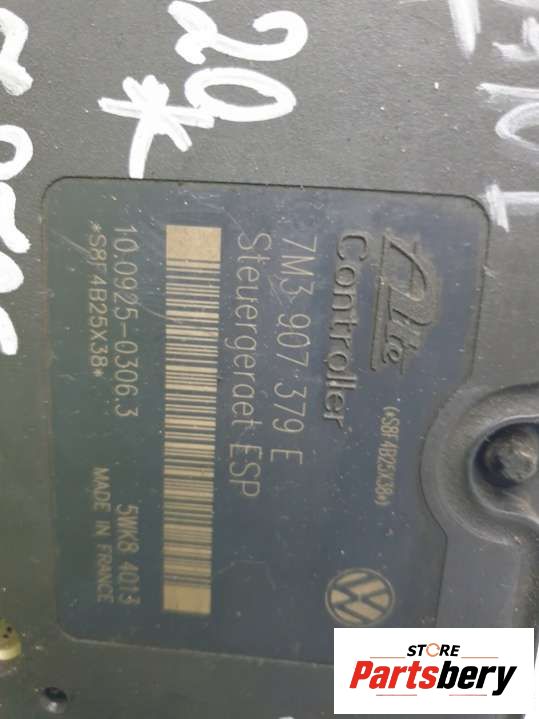 20*
Ate
Controller
(*S8F4B25X38*)
7M3 907 379 E
Steuergeraet ESP
10.0925-0306.3
5WK8 4013
*S8F4B25X38*
MADE IN FRANCE
STORE
Partsbery